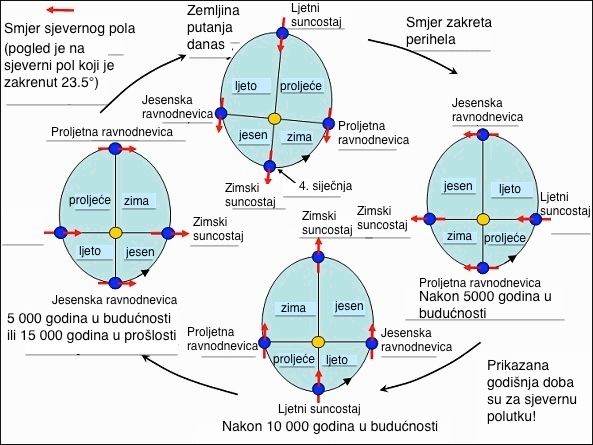 Smjer sjevernog pola
(pogled je na
sjeverni pol koji je
zakrenut 23.5°)
Zemljina
putanja
danas
Ljetni
suncostaj
Smjer zakreta
perihela
ljeto
proljeće
jesen
zima
Jesenska
ravnodnevica
Proljetna
ravnodnevica
Zimski
suncostaj
4. siječnja
Proljetna ravnodnevica
proljeće
zima
ljeto
jesen
Zimski
suncostaj
Jesenska ravnodnevica
5 000 godina u budućnosti
ili 15 000 godina u prošlosti
Jesenska
ravnodnevica
jesen
ljeto
zima
proljeće
Zimski
suncostaj
Ljetni
suncostaj
Proljetna ravnodnevica
Nakon 5000 godina u
budućnosti
Zimski
suncostaj
zima
jesen
proljeće
ljeto
Proljetna
ravnodnevica
Jesenska
ravnodnevica
Ljetni suncostaj
Nakon 10 000 godina u budućnosti
Prikazana
godišnja doba
su za sjevernu
polutku!